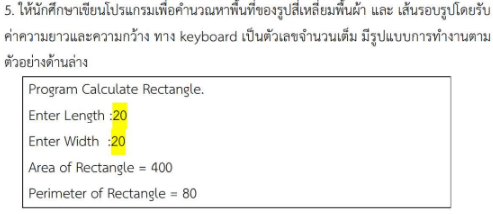 5. ให้นักศึกษาเขียนโปรแกรมเพื่อคำนวณหาพื้นที่ของรูปสี่เหลี่ยมพื้นผ้า และ เส้นรอบรูปโดยรับ
ค่าความยาวและความกว้าง ทาง keyboard เป็นตัวเลขจำนวนเต็ม มีรูปแบบการทำงานตาม
ตัวอย่างด้านล่าง
Program Calculate Rectangle.
Enter Length :20
Enter Width :20
Area of Rectangle = 400
Perimeter of Rectangle = 80